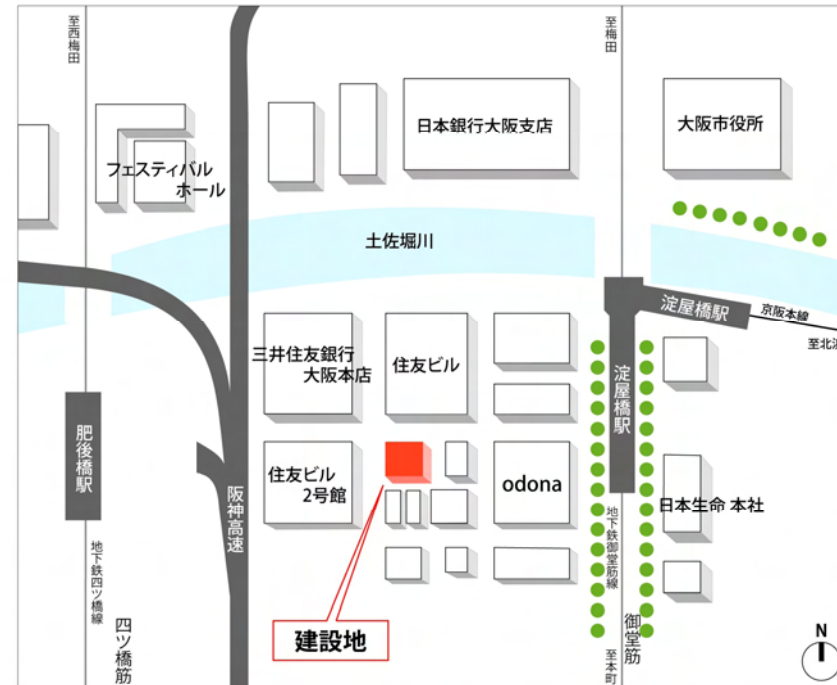 至西梅田
至梅田
日本銀行大阪支店
大阪市役所
フェスティバル
ホール
土佐堀川
淀屋橋駅
京阪本線
至北浜
三井住友銀行
大阪本店
住友ビル
淀屋橋駅
肥後橋駅
住友ビル
2号館
odona
日本生命 本社
阪神高速
地下鉄御堂筋線
地下鉄四ツ橋線
四ツ橋筋
建設地
御堂筋
至本町
N